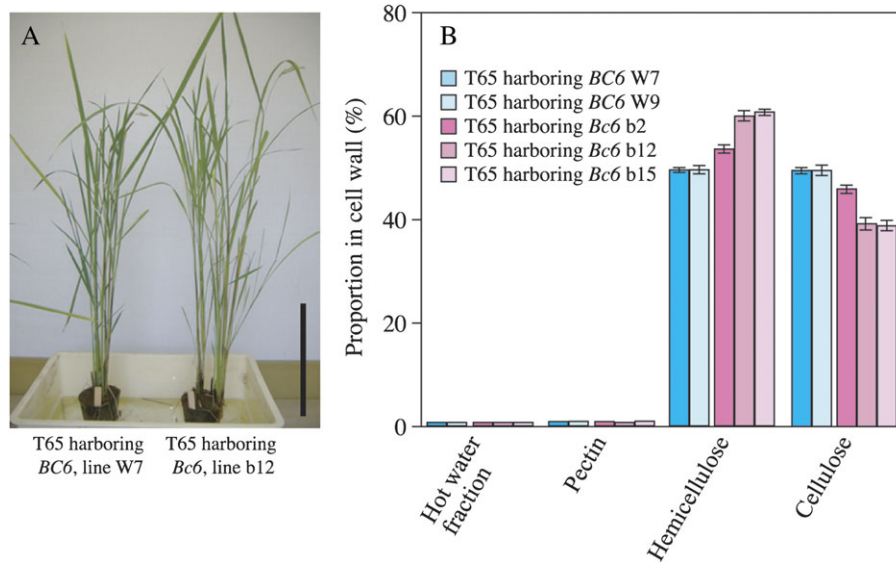 A
T65 harboring
BC6, line W7
T65 harboring
Bc6, line b12
B
Proportion in cell wall (%)
80
60
40
20
0
T65 harboring BC6 W7
T65 harboring BC6 W9
T65 harboring Bc6 b2
T65 harboring Bc6 b12
T65 harboring Bc6 b15
Hot water
fraction
Pectin
Hemicellulose
Cellulose